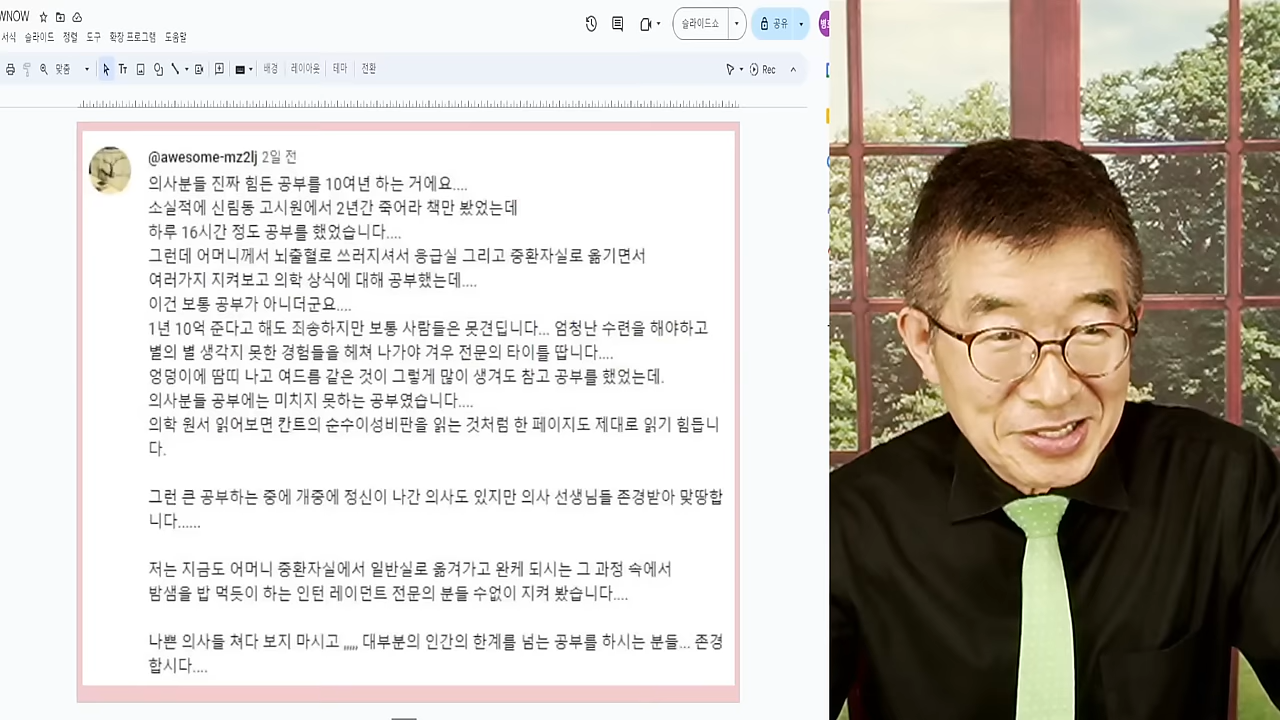 WNOW
서식 슬라이드 정렬 도구 확장 프로그램 도움말
슬라이드쇼
공유
맞춤
Tт
배경 레이아웃 테마 전환
Rec
@awesome-mz2lj 2일 전
의사분들 진짜 힘든 공부를 10여년 하는 거에요....
소실적에 신림동 고시원에서 2년간 죽어라 책만 봤었는데
하루 16시간 정도 공부를 했었습니다....
그런데 어머니께서 뇌출혈로 쓰러지셔서 응급실 그리고 중환자실로 옮기면서
여러가지 지켜보고 의학 상식에 대해 공부했는데....
이건 보통 공부가 아니더군요....
1년 10억 준다고 해도 죄송하지만 보통 사람들은 못견딥니다... 엄청난 수련을 해야하고
별의 별 생각지 못한 경험들을 헤쳐 나가야 겨우 전문의 타이틀 땁니다....
엉덩이에 땀띠 나고 여드름 같은 것이 그렇게 많이 생겨도 참고 공부를 했었는데.
의사분들 공부에는 미치지 못하는 공부였습니다....
의학 원서 읽어보면 칸트의 순수이성비판을 읽는 것처럼 한 페이지도 제대로 읽기 힘듭니
다.
그런 큰 공부하는 중에 개중에 정신이 나간 의사도 있지만 의사 선생님들 존경받아 맞땅합
니다......
저는 지금도 어머니 중환자실에서 일반실로 옮겨가고 완케 되시는 그 과정 속에서
밤샘을 밥 먹듯이 하는 인턴 레이먼트 전문의 분들 수없이 지켜 봤습니다....
나쁜 의사들 쳐다 보지 마시고 ,,,,, 대부분의 인간의 한계를 넘는 공부를 하시는 분들... 존경
합시다....